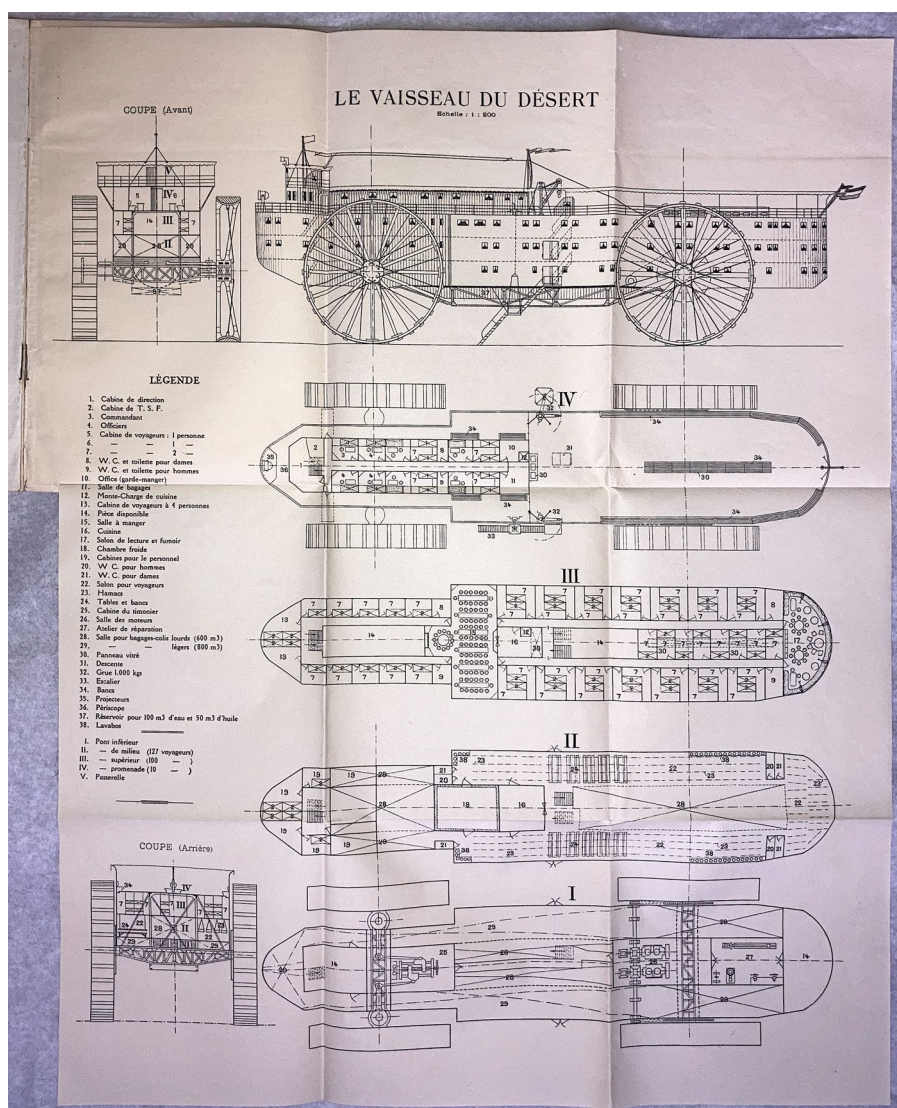 LE VAISSEAU DU DÉSERT
Echelle : 1 : 200
COUPE (Avant)
LÉGENDE
1. Cabine de direction
2. Cabine de T. S. F.
3. Commandant
4. Officiers
5. Cabine de voyageurs : 1 personne
6. — — 1 —
7. — — 2 —
8. W. C. et toilette pour dames
9. W. C. et toilette pour hommes
10. Office (garde-manger)
11. Salle de bagages
12. Monte-Charge de cuisine
13. Cabine de voyageurs à 4 personnes
14. Pièce disponible
15. Salle à manger
16. Cuisine
17. Salon de lecture et fumoir
18. Chambre froide
19. Cabines pour le personnel
20. W C. pour hommes
21. W. C. pour dames
22. Salon pour voyageurs
23. Hamacs
24. Tables et bancs
25. Cabine du timonier
26. Salle des moteurs
27. Atelier de réparation
28. Salle pour bagages-colis lourds (600 m3)
29. — — légers (800 m3)
30. Panneau vitré
31. Descente
32. Grue 1.000 kgs
33. Escalier
34. Bancs
35. Projecteurs
36. Périscope
37. Réservoir pour 100 m3 d'eau et 50 m3 d'huile
38. Lavabos
I. Pont inférieur
II. — de milieu (127 voyageurs)
III. — supérieur (100 — )
IV. — promenade (10 — )
V. Passerelle
COUPE (Arrière)
IV
III
II
I